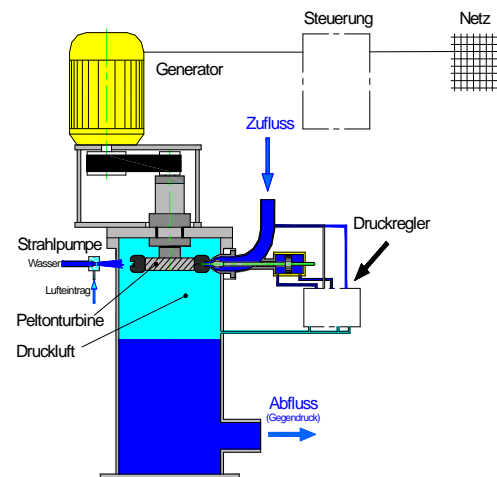 Steuerung
Netz
Generator
Zufluss
Druckregler
Strahlpumpe
Wasser
Lufteintrag
Peltonturbine
Druckluft
Abfluss
(Gegendruck)